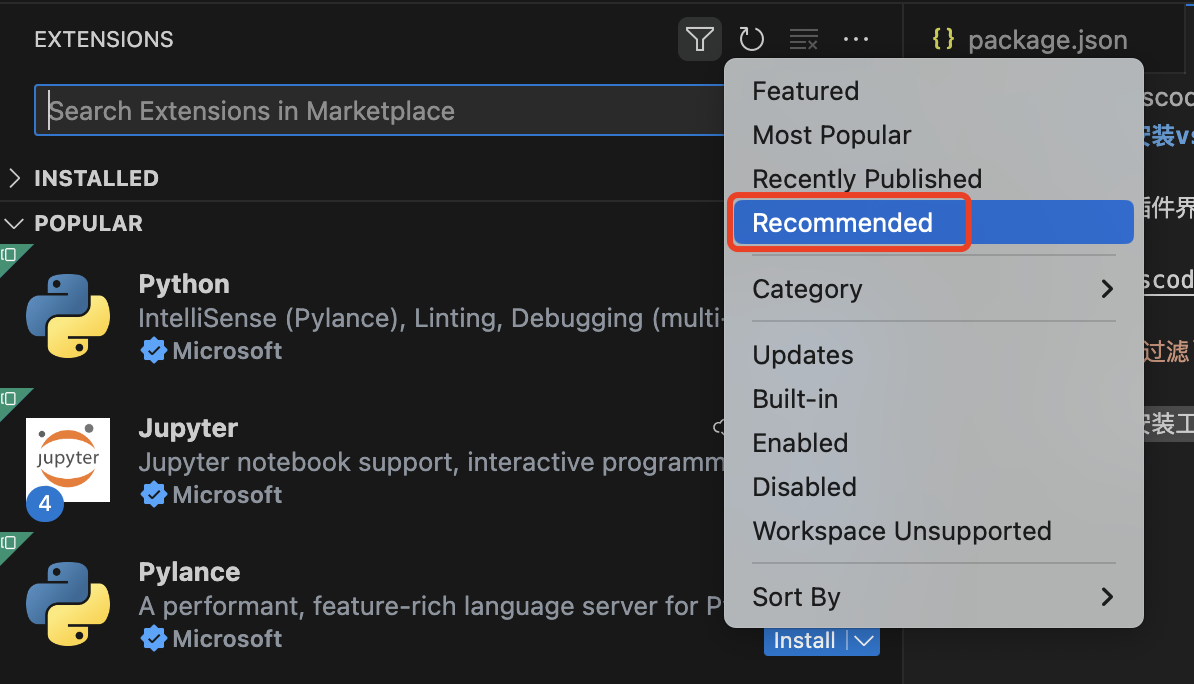 EXTENSIONS
{} package.json
Search Extensions in Marketplace
INSTALLED
POPULAR
Python
IntelliSense (Pylance), Linting, Debugging (multi-
Microsoft
Jupyter
Jupyter notebook support, interactive programm
Microsoft
jupyter
4
Pylance
A performant, feature-rich language server for P
Microsoft
Install
Featured
Most Popular
Recently Published
Recommended
Category
Updates
Built-in
Enabled
Disabled
Workspace Unsupported
Sort By
scod
装vs
插件界
scod
过滤
安装工